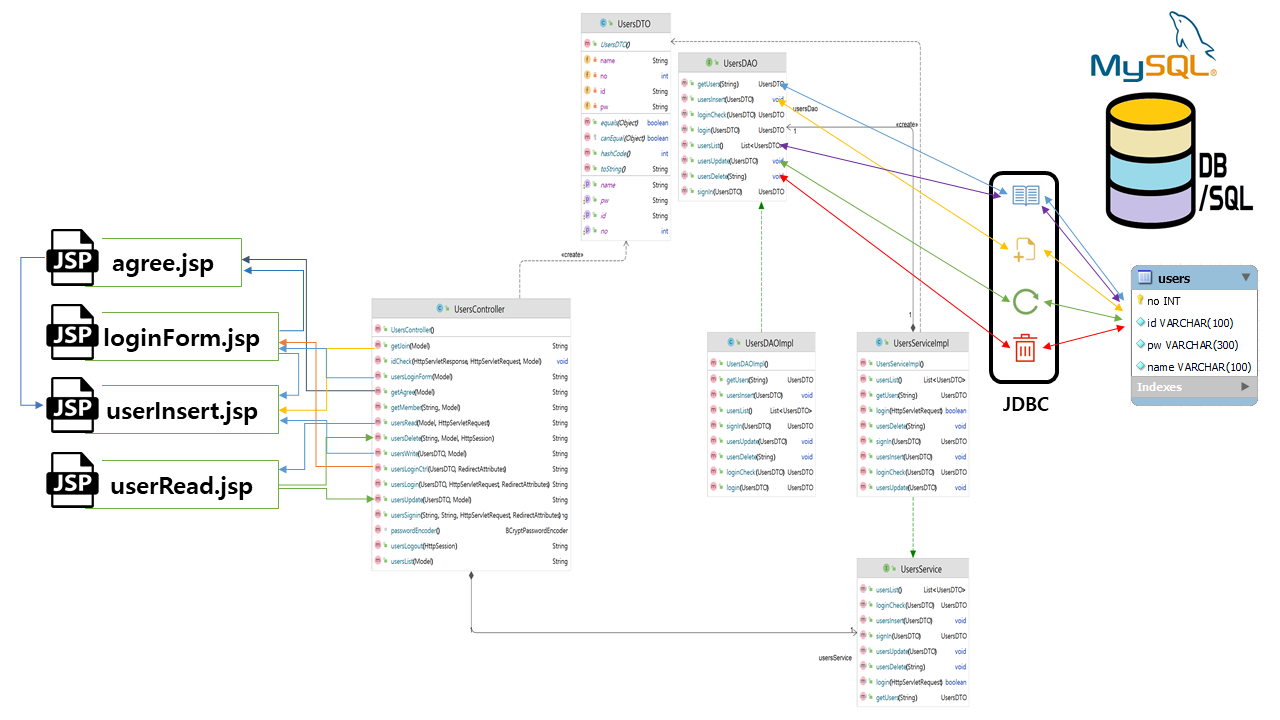 UsersDTO
UsersDTO()
name String
no int
id String
pw String
equals(Object) boolean
canEqual(Object) boolean
hashCode() int
toString() String
name String
pw String
id String
no int
UsersDAO
getUsers(String) UsersDTO
usersInsert(UsersDTO) void
loginCheck(UsersDTO) UsersDTO
login(UsersDTO) UsersDTO
usersList() List<UsersDTO>
usersUpdate(UsersDTO) void
usersDelete(String) void
signIn(UsersDTO) UsersDTO
usersDao
1
«create»
MySQL®
DB
/SQL
JSP agree.jsp
JSP loginForm.jsp
JSP userInsert.jsp
JSP userRead.jsp
«create»
UsersController
UsersController()
getJoin(Model) String
idCheck(HttpServletResponse, HttpServletRequest, Model) void
usersLoginForm(Model) String
getAgree(Model) String
getMember(String, Model) String
usersRead(Model, HttpServletRequest) String
usersDelete(String, Model, HttpSession) String
usersWrite(UsersDTO, Model) String
usersLoginCtr(UsersDTO, RedirectAttributes) String
usersLogin(UsersDTO, HttpServletRequest, RedirectAttributes) String
usersUpdate(UsersDTO, Model) String
usersSignin(String, String, HttpServletRequest, RedirectAttributes)ng
passwordEncoder() BCryptPasswordEncoder
usersLogout(HttpSession) String
usersList(Model) String
1
1
usersService
UsersDAOImpl
UsersDAOImpl()
getUsers(String) UsersDTO
usersInsert(UsersDTO) void
usersList() List<UsersDTO>
signIn(UsersDTO) UsersDTO
usersUpdate(UsersDTO) void
usersDelete(String) void
loginCheck(UsersDTO) UsersDTO
login(UsersDTO) UsersDTO
1
UsersServiceImpl
UsersServiceImpl()
usersList() List<UsersDTO>
getUsers(String) UsersDTO
login(HttpServletRequest) boolean
usersDelete(String) void
signIn(UsersDTO) UsersDTO
usersInsert(UsersDTO) void
loginCheck(UsersDTO) UsersDTO
usersUpdate(UsersDTO) void
UsersService
usersList() List<UsersDTO>
loginCheck(UsersDTO) UsersDTO
usersInsert(UsersDTO) void
signIn(UsersDTO) UsersDTO
usersUpdate(UsersDTO) void
usersDelete(String) void
login(HttpServletRequest) boolean
getUsers(String) UsersDTO
JDBC
users
no INT
id VARCHAR(100)
pw VARCHAR(300)
name VARCHAR(100)
Indexes